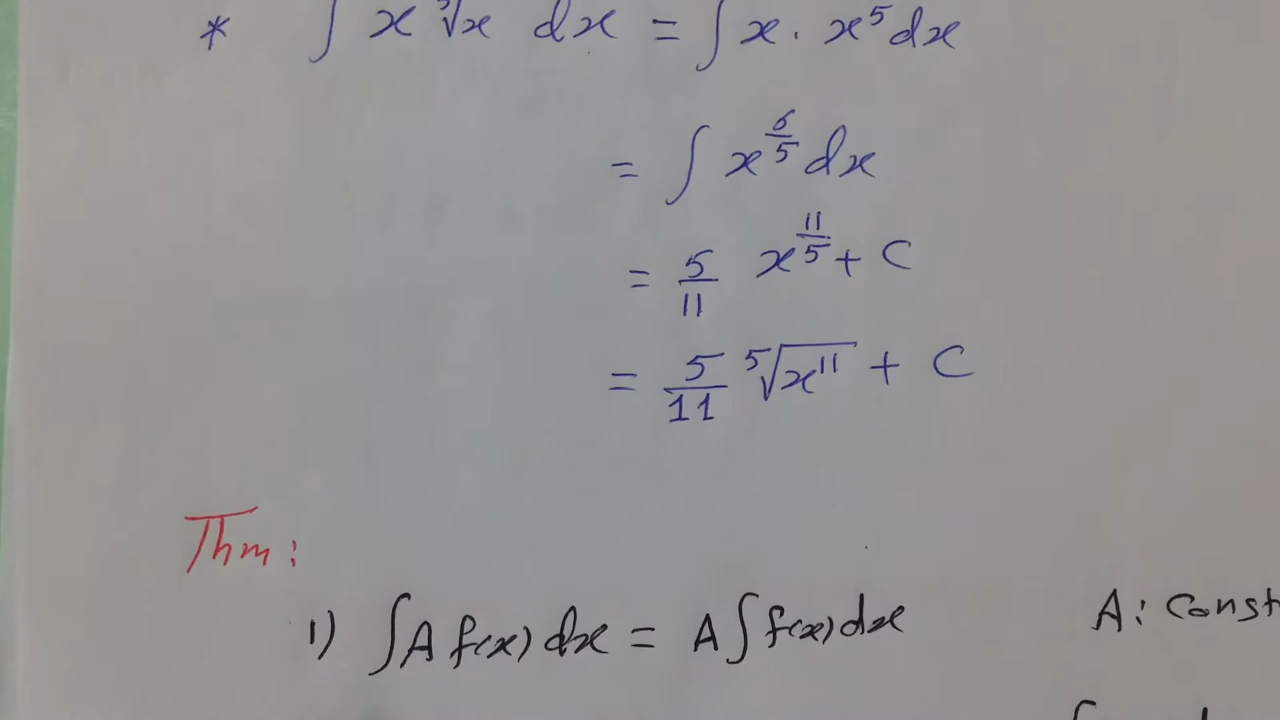 * ∫ x ⁵√x dx = ∫ x . x⁵ dx
= ∫ x^(6/5) dx
= 5/11 x^(11/5) + C
= 5/11 ⁵√(x¹¹) + C
Thm:
1) ∫ A f(x) dx = A ∫ f(x) dx A: Const